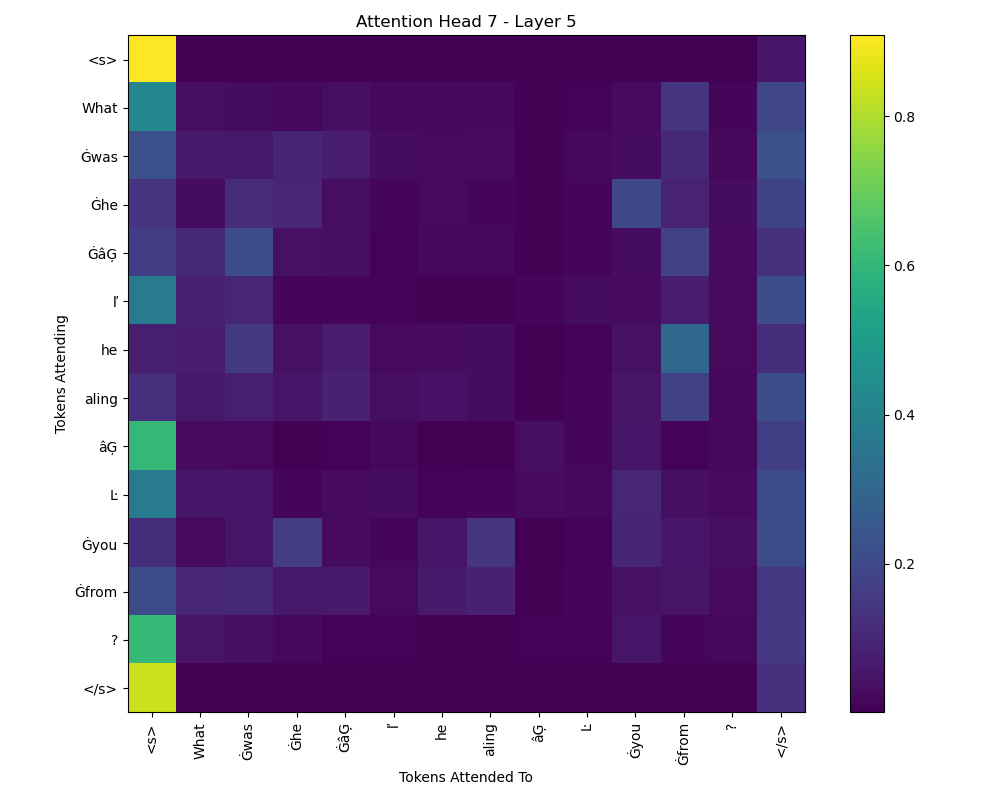 Attention Head 7 - Layer 5
Tokens Attending
<s>
What
Ġwas
Ġhe
ĠâĢ
ľ
he
aling
âĢ
Ŀ
Ġyou
Ġfrom
?
</s>
<s>
What
Ġwas
Ġhe
ĠâĢ
ľ
he
aling
âĢ
Ŀ
Ġyou
Ġfrom
?
</s>
Tokens Attended To
0.8
0.6
0.4
0.2